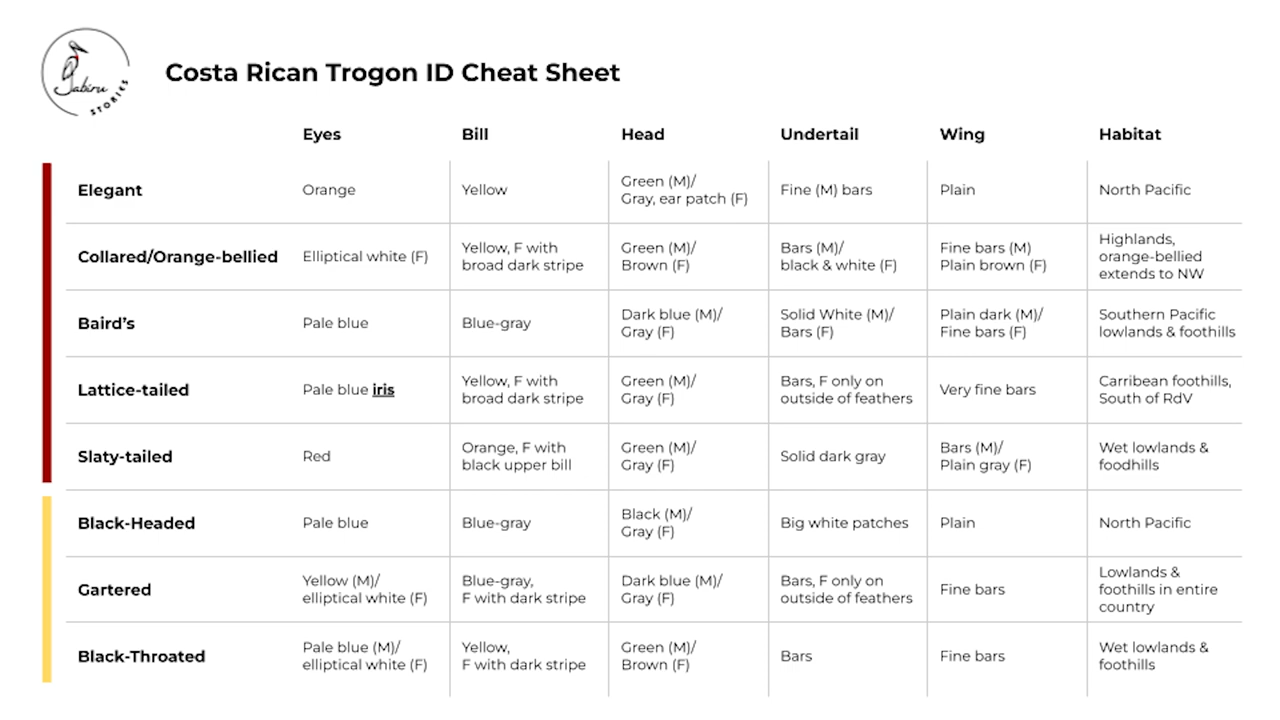 Jabiru
STORIES
Costa Rican Trogon ID Cheat Sheet
Eyes
Bill
Head
Undertail
Wing
Habitat
Elegant
Orange
Yellow
Green (M)/
Gray, ear patch (F)
Fine (M) bars
Plain
North Pacific
Collared/Orange-bellied
Elliptical white (F)
Yellow, F with
broad dark stripe
Green (M)/
Brown (F)
Bars (M)/
black & white (F)
Fine bars (M)
Plain brown (F)
Highlands,
orange-bellied
extends to NW
Baird’s
Pale blue
Blue-gray
Dark blue (M)/
Gray (F)
Solid White (M)/
Bars (F)
Plain dark (M)/
Fine bars (F)
Southern Pacific
lowlands & foothills
Lattice-tailed
Pale blue iris
Yellow, F with
broad dark stripe
Green (M)/
Gray (F)
Bars, F only on
outside of feathers
Very fine bars
Carribean foothills,
South of RdV
Slaty-tailed
Red
Orange, F with
black upper bill
Green (M)/
Gray (F)
Solid dark gray
Bars (M)/
Plain gray (F)
Wet lowlands &
foodhills
Black-Headed
Pale blue
Blue-gray
Black (M)/
Gray (F)
Big white patches
Plain
North Pacific
Gartered
Yellow (M)/
elliptical white (F)
Blue-gray,
F with dark stripe
Dark blue (M)/
Gray (F)
Bars, F only on
outside of feathers
Fine bars
Lowlands &
foothills in entire
country
Black-Throated
Pale blue (M)/
elliptical white (F)
Yellow,
F with dark stripe
Green (M)/
Brown (F)
Bars
Fine bars
Wet lowlands &
foothills